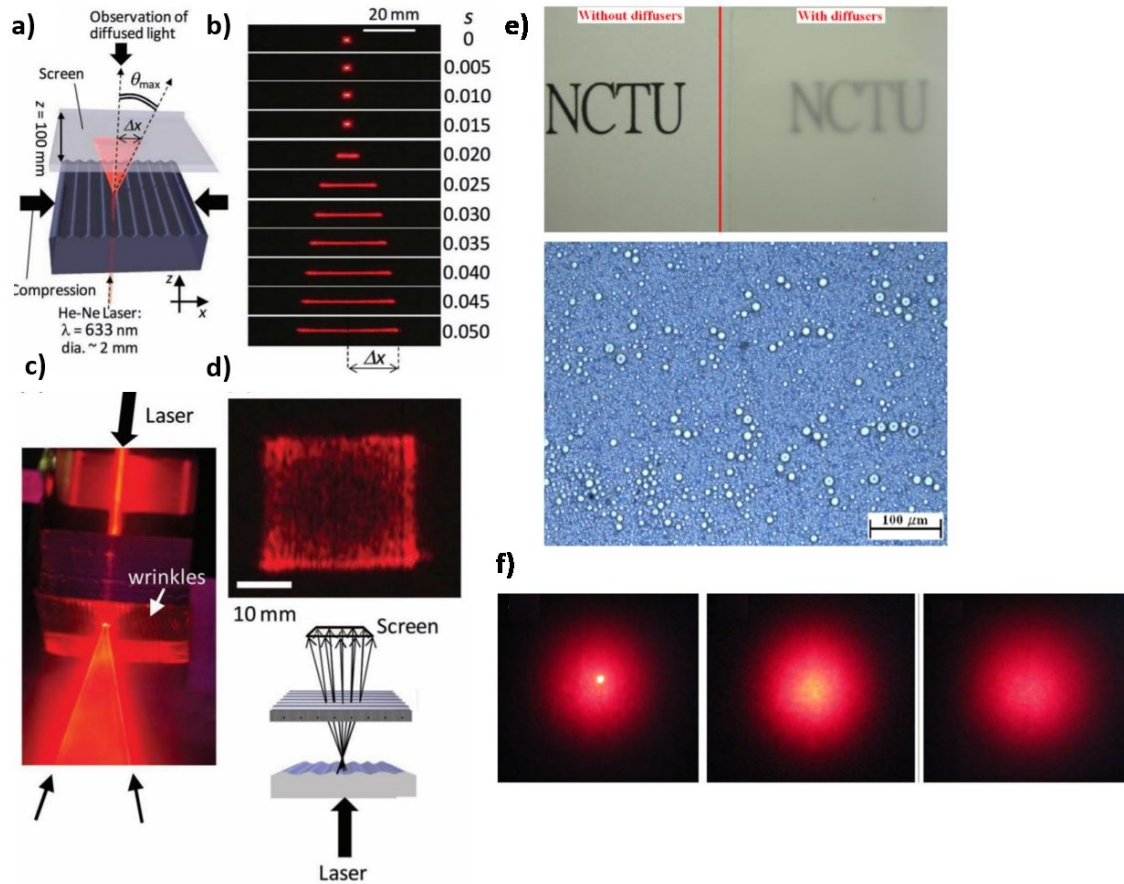 a)
Observation of
diffused light
Screen
θmax
Δx
z = 100 mm
Compression
z
x
He-Ne Laser:
λ = 633 nm
dia. ~ 2 mm
b)
20 mm
s
0
0.005
0.010
0.015
0.020
0.025
0.030
0.035
0.040
0.045
0.050
Δx
c)
Laser
wrinkles
d)
10 mm
Screen
Laser
e)
Without diffusers
With diffusers
NCTU
NCTU
100 μm
f)